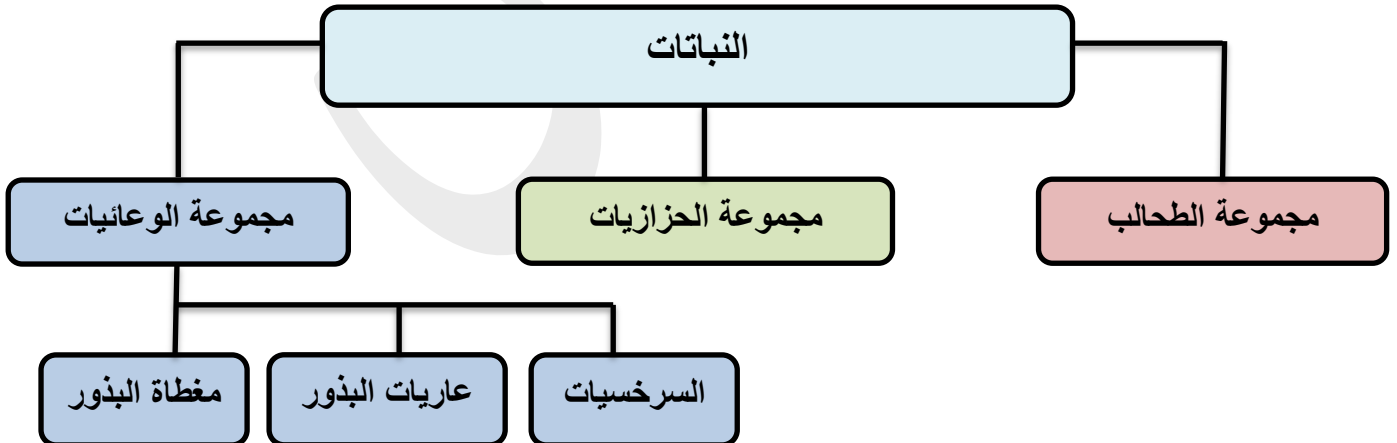 النباتات
مجموعة الطحالب
مجموعة الحزازيات
مجموعة الوعائيات
السرخسيات
عاريات البذور
مغطاة البذور